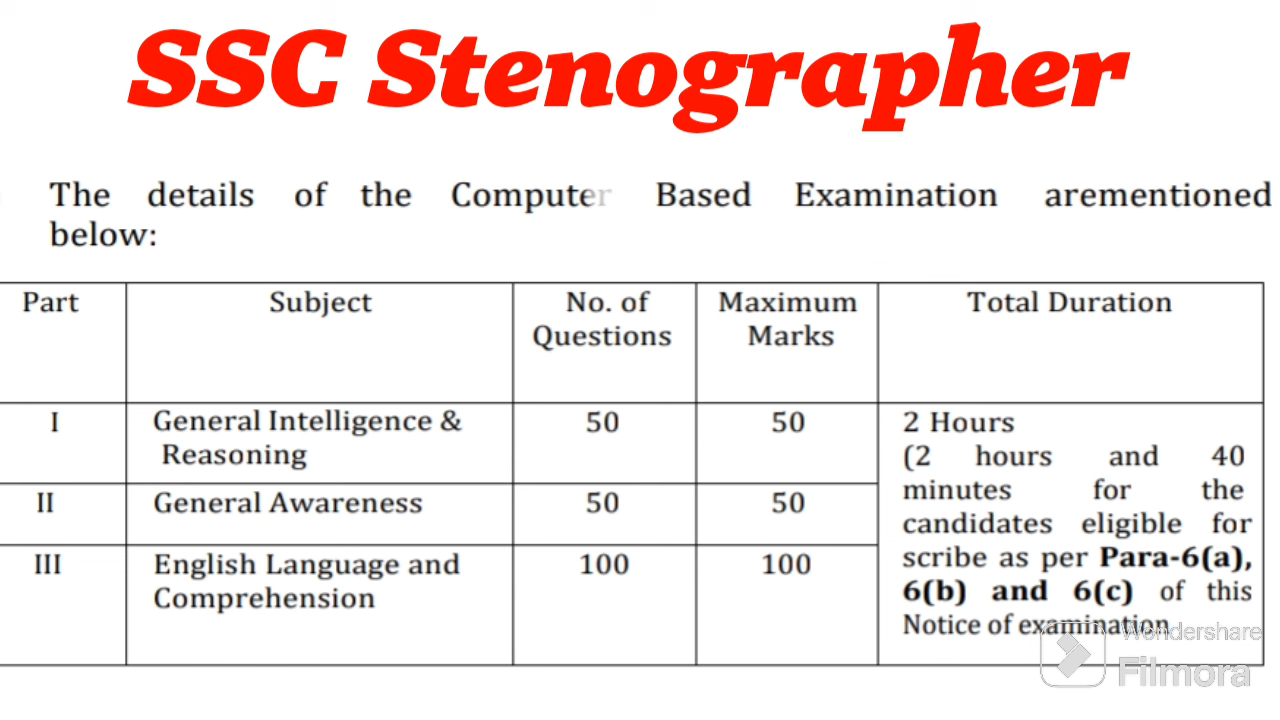 SSC Stenographer
The details of the Computer Based Examination arementioned
below:
Part Subject No. of Questions Maximum Marks Total Duration
I General Intelligence & Reasoning 50 50 2 Hours
(2 hours and 40
minutes for the
candidates eligible for
scribe as per Para-6(a),
6(b) and 6(c) of this
Notice of examination
II General Awareness 50 50
III English Language and Comprehension 100 100
Wondershare
Filmora